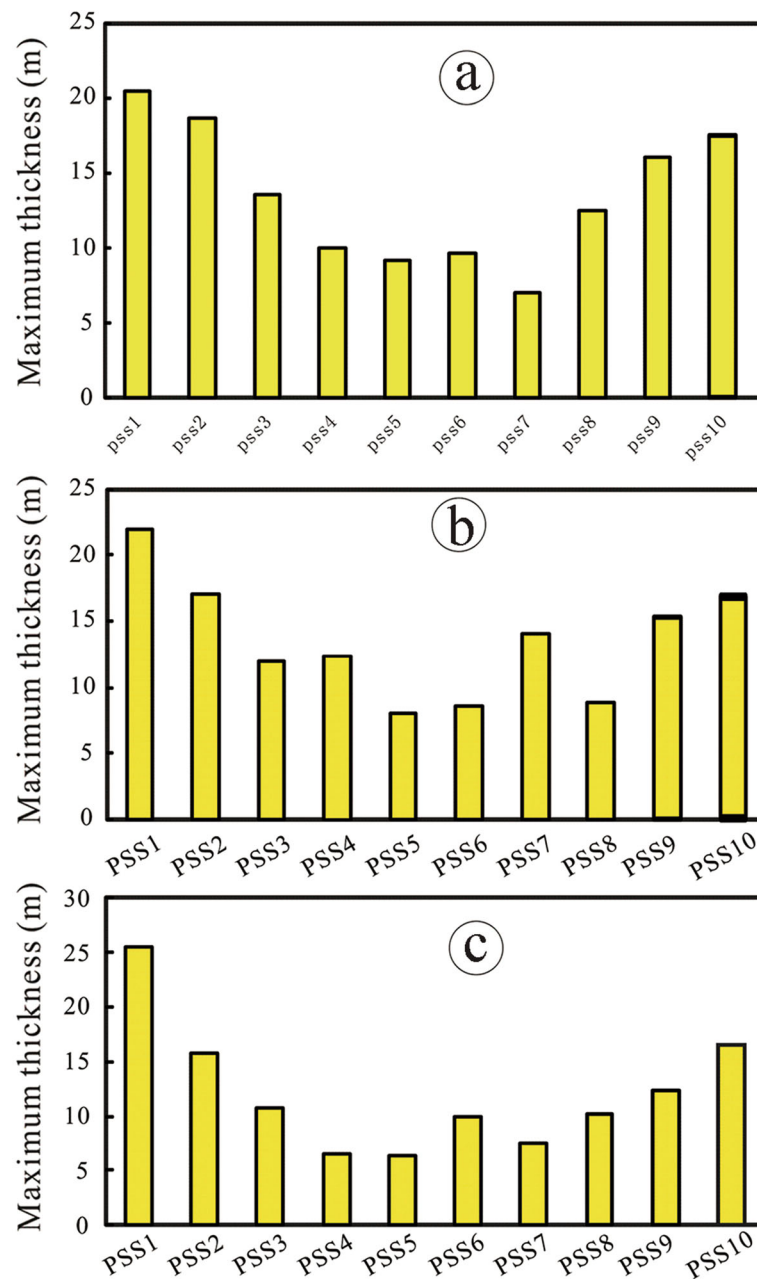 Maximum thickness (m)
25
20
15
10
5
0
a
pss1 pss2 pss3 pss4 pss5 pss6 pss7 pss8 pss9 pss10
Maximum thickness (m)
25
20
15
10
5
0
b
PSS1 PSS2 PSS3 PSS4 PSS5 PSS6 PSS7 PSS8 PSS9 PSS10
Maximum thickness (m)
30
25
20
15
10
5
0
c
PSS1 PSS2 PSS3 PSS4 PSS5 PSS6 PSS7 PSS8 PSS9 PSS10